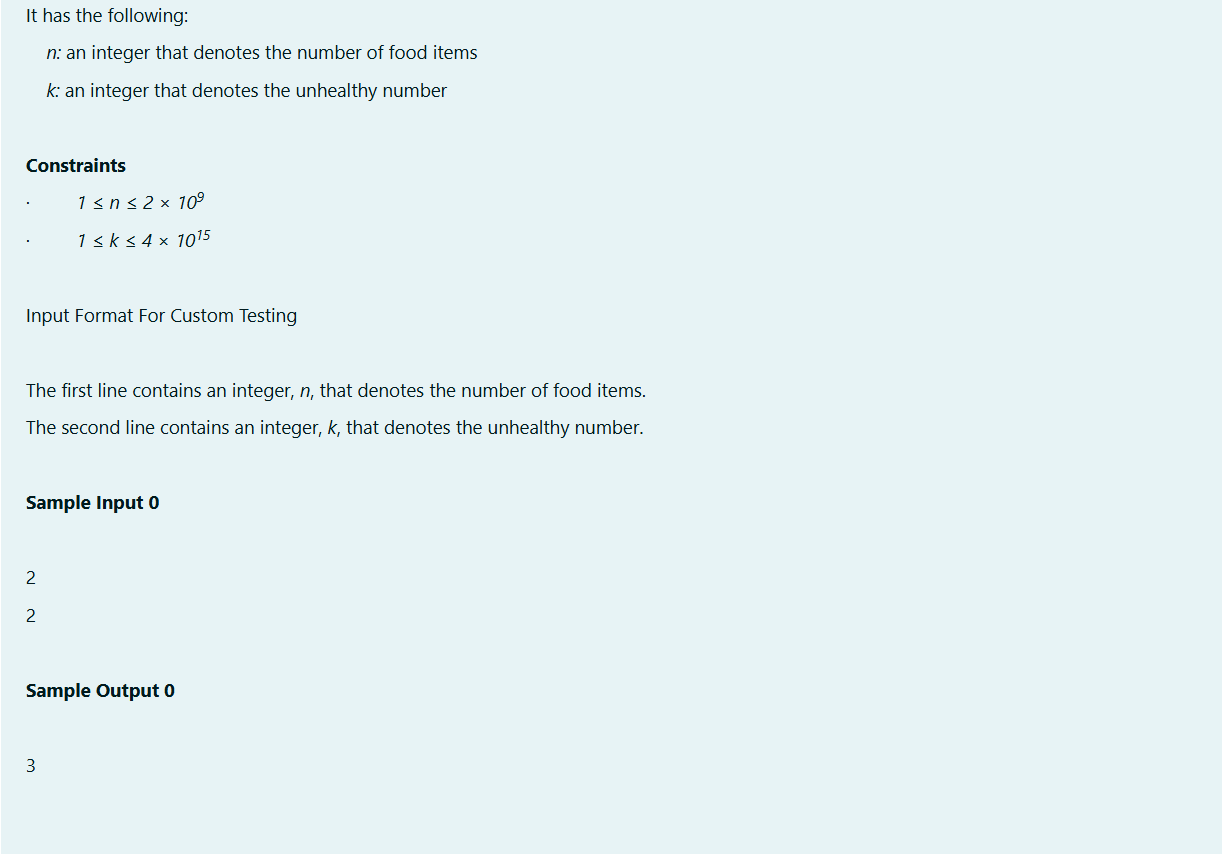 It has the following:
n: an integer that denotes the number of food items
k: an integer that denotes the unhealthy number
Constraints
· 1 ≤ n ≤ 2 × 10⁹
· 1 ≤ k ≤ 4 × 10¹⁵
Input Format For Custom Testing
The first line contains an integer, n, that denotes the number of food items.
The second line contains an integer, k, that denotes the unhealthy number.
Sample Input 0
2
2
Sample Output 0
3